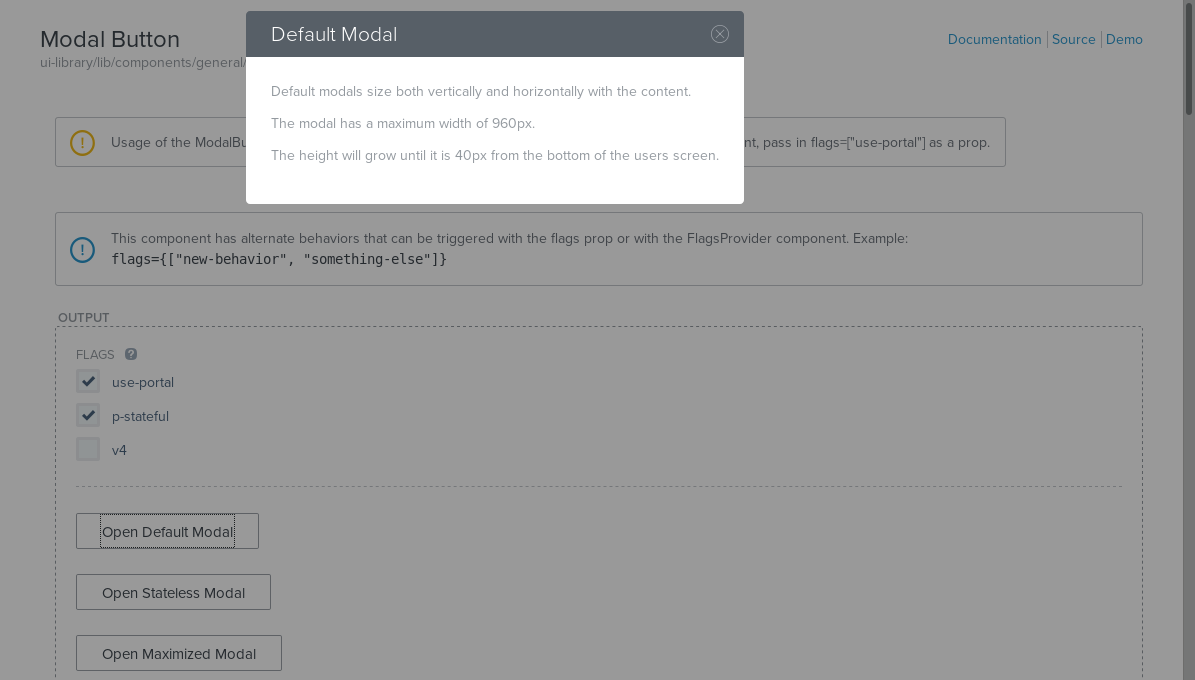 Default Modal
Modal Button
Documentation Source Demo
ui-library/lib/components/general/
Default modals size both vertically and horizontally with the content.
The modal has a maximum width of 960px.
Usage of the ModalBu
nt, pass in flags=["use-portal"] as a prop.
The height will grow until it is 40px from the bottom of the users screen.
This component has alternate behaviors that can be triggered with the flags prop or with the FlagsProvider component. Example:
flags={["new-behavior", "something-else"]}
OUTPUT
FLAGS ?
use-portal
p-stateful
v4
Open Default Modal
Open Stateless Modal
Open Maximized Modal